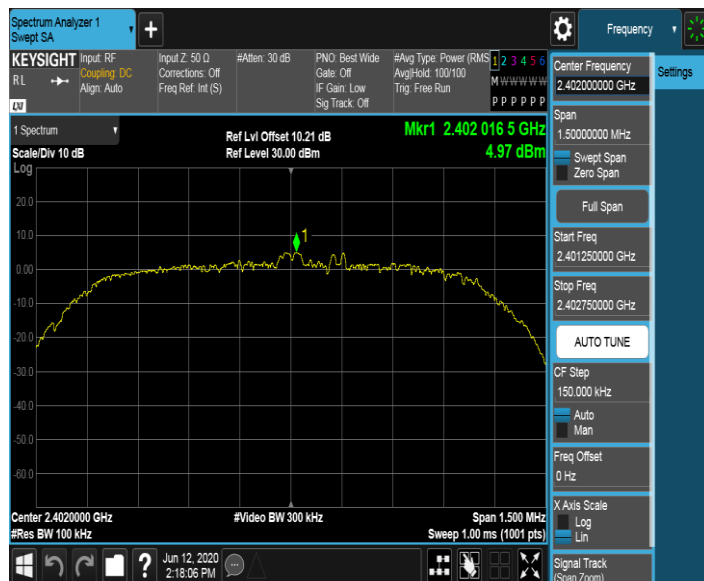 Spectrum Analyzer 1
Swept SA
+
Frequency
KEYSIGHT
RL
LXI
Input: RF
Coupling: DC
Align: Auto
Input Z: 50 Ω
Corrections: Off
Freq Ref: Int (S)
#Atten: 30 dB
PNO: Best Wide
Gate: Off
IF Gain: Low
Sig Track: Off
#Avg Type: Power (RMS
Avg|Hold: 100/100
Trig: Free Run
1 2 3 4 5 6
M W W W W W
P P P P P P
Center Frequency
2.402000000 GHz
Settings
Span
1.50000000 MHz
Swept Span
Zero Span
Full Span
Start Freq
2.401250000 GHz
Stop Freq
2.402750000 GHz
AUTO TUNE
CF Step
150.000 kHz
Auto
Man
Freq Offset
0 Hz
X Axis Scale
Log
Lin
Signal Track
(Span Zoom)
1 Spectrum
Scale/Div 10 dB
Ref Lvl Offset 10.21 dB
Ref Level 30.00 dBm
Mkr1 2.402 016 5 GHz
4.97 dBm
Log
20.0
10.0
1
0.00
-10.0
-20.0
-30.0
-40.0
-50.0
-60.0
Center 2.4020000 GHz
#Video BW 300 kHz
Span 1.500 MHz
#Res BW 100 kHz
Sweep 1.00 ms (1001 pts)
?
Jun 12, 2020
2:18:06 PM